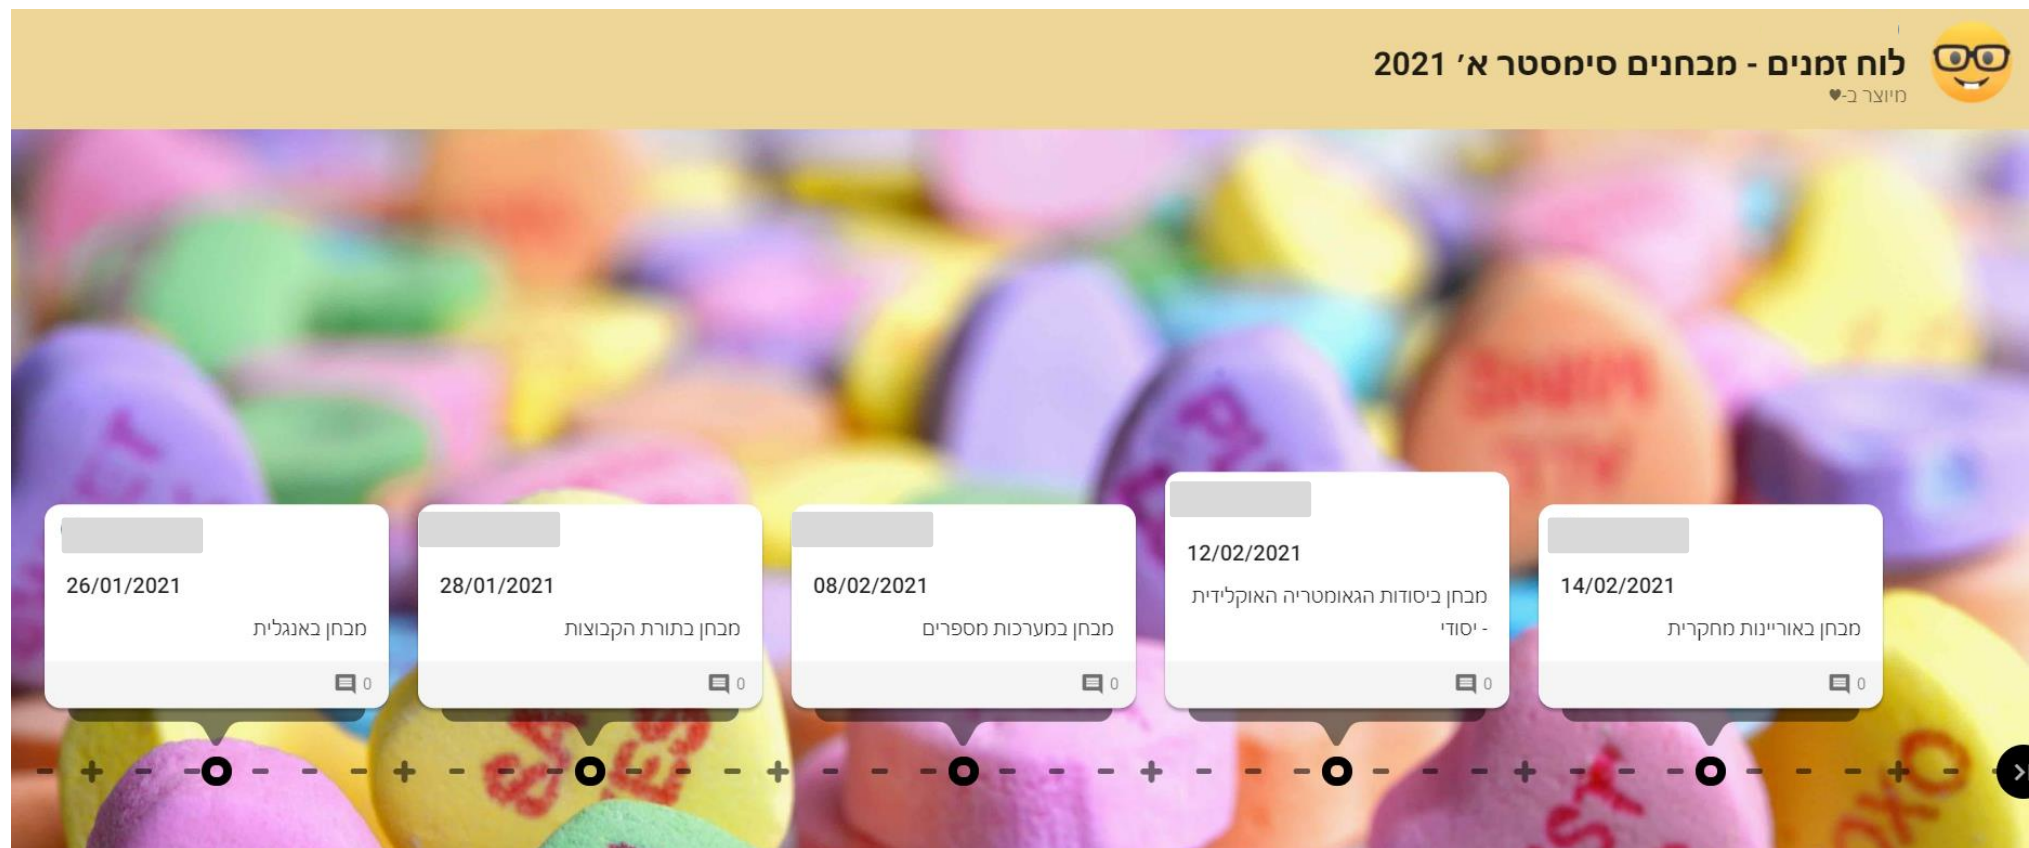 לוח זמנים - מבחנים סימסטר א׳ 2021
מיוצר ב-♥
26/01/2021
מבחן באנגלית
0
28/01/2021
מבחן בתורת הקבוצות
0
08/02/2021
מבחן במערכות מספרים
0
12/02/2021
מבחן ביסודות הגאומטריה האוקלידית
- יסודי
0
14/02/2021
מבחן באוריינות מחקרית
0
SWIM
XOXO